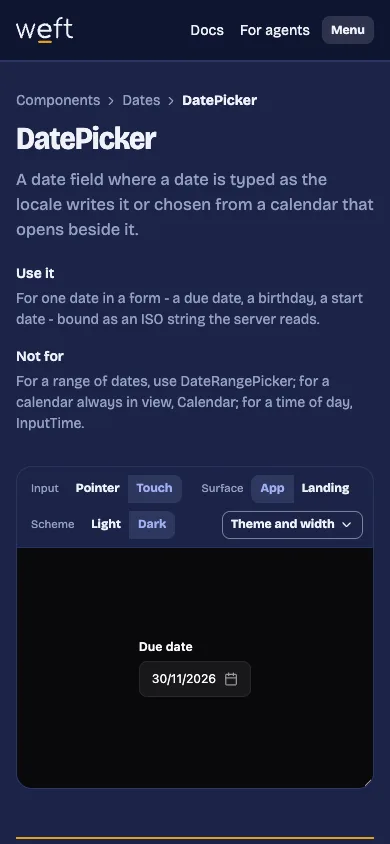 weft
Docs For agents Menu
Components > Dates > DatePicker
DatePicker
A date field where a date is typed as the
locale writes it or chosen from a calendar that
opens beside it.
Use it
For one date in a form - a due date, a birthday, a start
date - bound as an ISO string the server reads.
Not for
For a range of dates, use DateRangePicker; for a
calendar always in view, Calendar; for a time of day,
InputTime.
Input Pointer Touch Surface App Landing
Scheme Light Dark Theme and width
Due date
30/11/2026